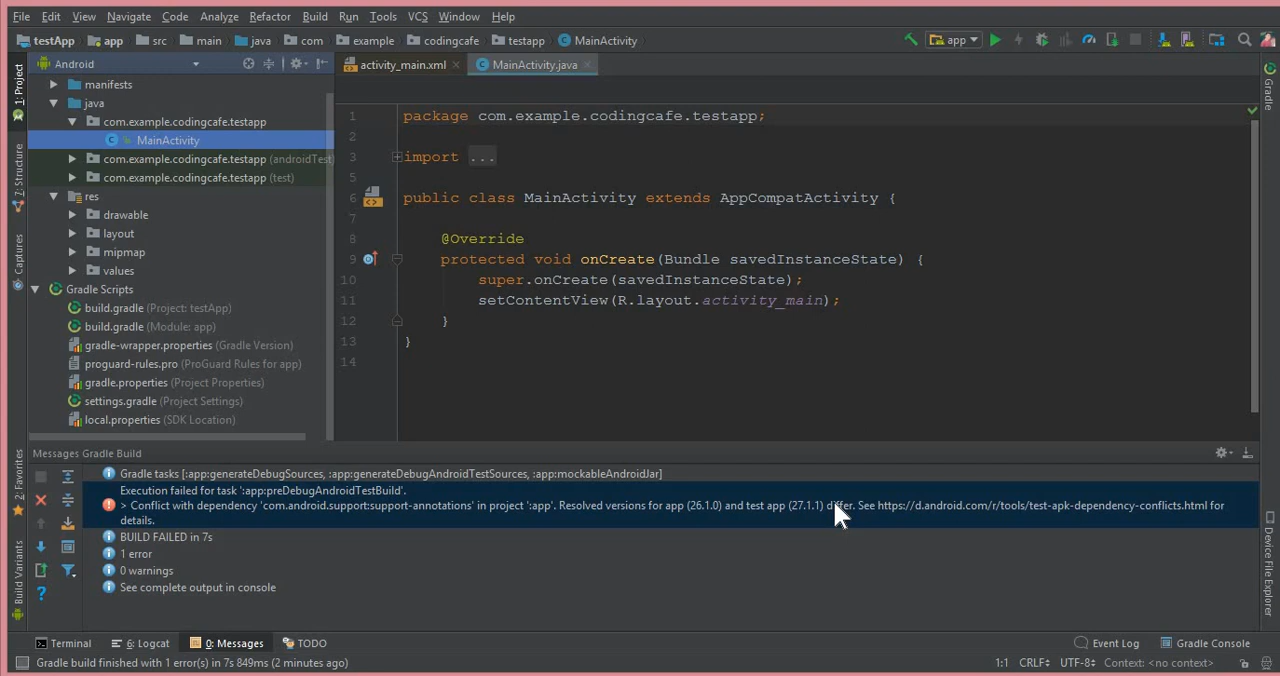 File Edit View Navigate Code Analyze Refactor Build Run Tools VCS Window Help
testApp app src main java com example codingcafe testapp MainActivity app
Android activity_main.xml MainActivity.java
1: Project
Z: Structure
Captures
2: Favorites
Build Variants
manifests
java
com.example.codingcafe.testapp
MainActivity
com.example.codingcafe.testapp (androidTest)
com.example.codingcafe.testapp (test)
res
drawable
layout
mipmap
values
Gradle Scripts
build.gradle (Project: testApp)
build.gradle (Module: app)
gradle-wrapper.properties (Gradle Version)
proguard-rules.pro (ProGuard Rules for app)
gradle.properties (Project Properties)
settings.gradle (Project Settings)
local.properties (SDK Location)
1 package com.example.codingcafe.testapp;
2
3 import ...
5
6 public class MainActivity extends AppCompatActivity {
7
8 @Override
9 protected void onCreate(Bundle savedInstanceState) {
10 super.onCreate(savedInstanceState);
11 setContentView(R.layout.activity_main);
12 }
13 }
14
Gradle
Device File Explorer
Messages Gradle Build
Gradle tasks [:app:generateDebugSources, :app:generateDebugAndroidTestSources, :app:mockableAndroidJar]
Execution failed for task ':app:preDebugAndroidTestBuild'.
> Conflict with dependency 'com.android.support:support-annotations' in project ':app'. Resolved versions for app (26.1.0) and test app (27.1.1) differ. See https://d.android.com/r/tools/test-apk-dependency-conflicts.html for
details.
BUILD FAILED in 7s
1 error
0 warnings
See complete output in console
Terminal 6: Logcat 0: Messages TODO Event Log Gradle Console
Gradle build finished with 1 error(s) in 7s 849ms (2 minutes ago) 1:1 CRLF UTF-8 Context: <no context>